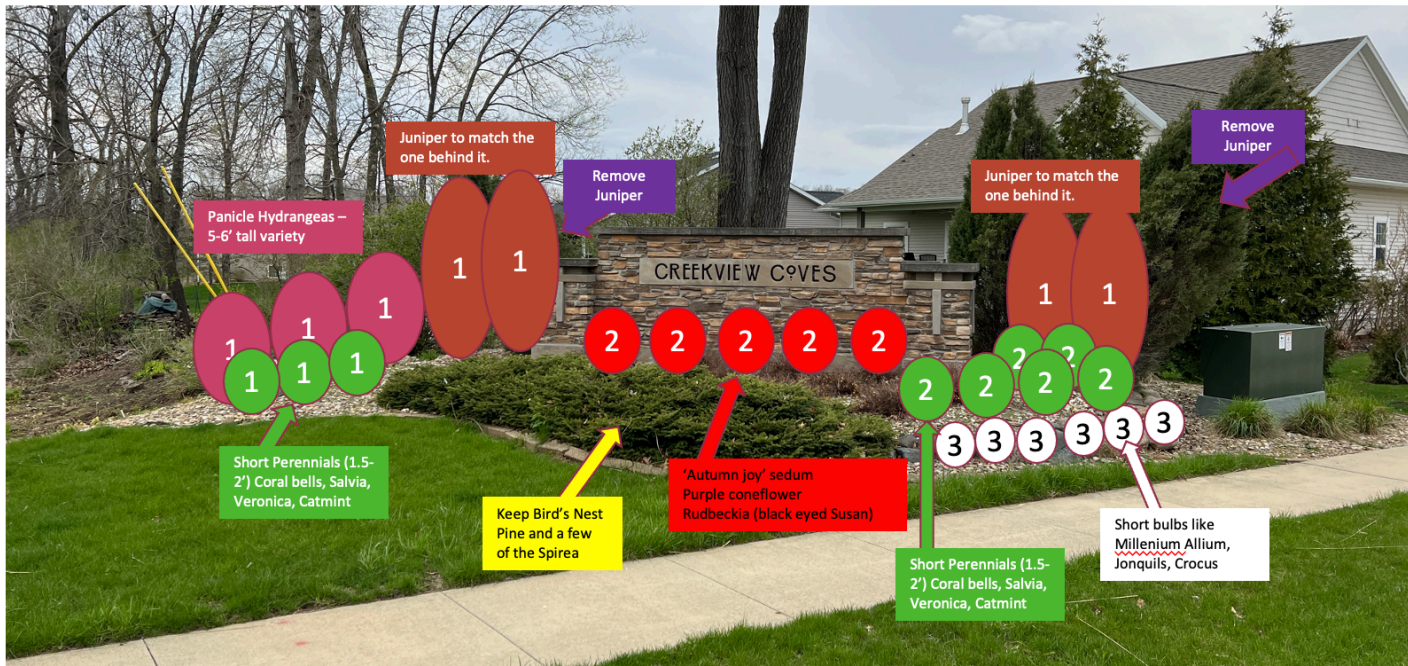 Juniper to match the
one behind it.
Remove
Juniper
Panicle Hydrangeas –
5-6' tall variety
1
1
1
1
1
1
1
1
Short Perennials (1.5-
2') Coral bells, Salvia,
Veronica, Catmint
CREEKVIEW COVES
2
2
2
2
2
Keep Bird's Nest
Pine and a few
of the Spirea
'Autumn joy' sedum
Purple coneflower
Rudbeckia (black eyed Susan)
Remove
Juniper
Juniper to match the
one behind it.
1
1
2
2
2
2
2
2
3
3
3
3
3
3
Short Perennials (1.5-
2') Coral bells, Salvia,
Veronica, Catmint
Short bulbs like
Millenium Allium,
Jonquils, Crocus